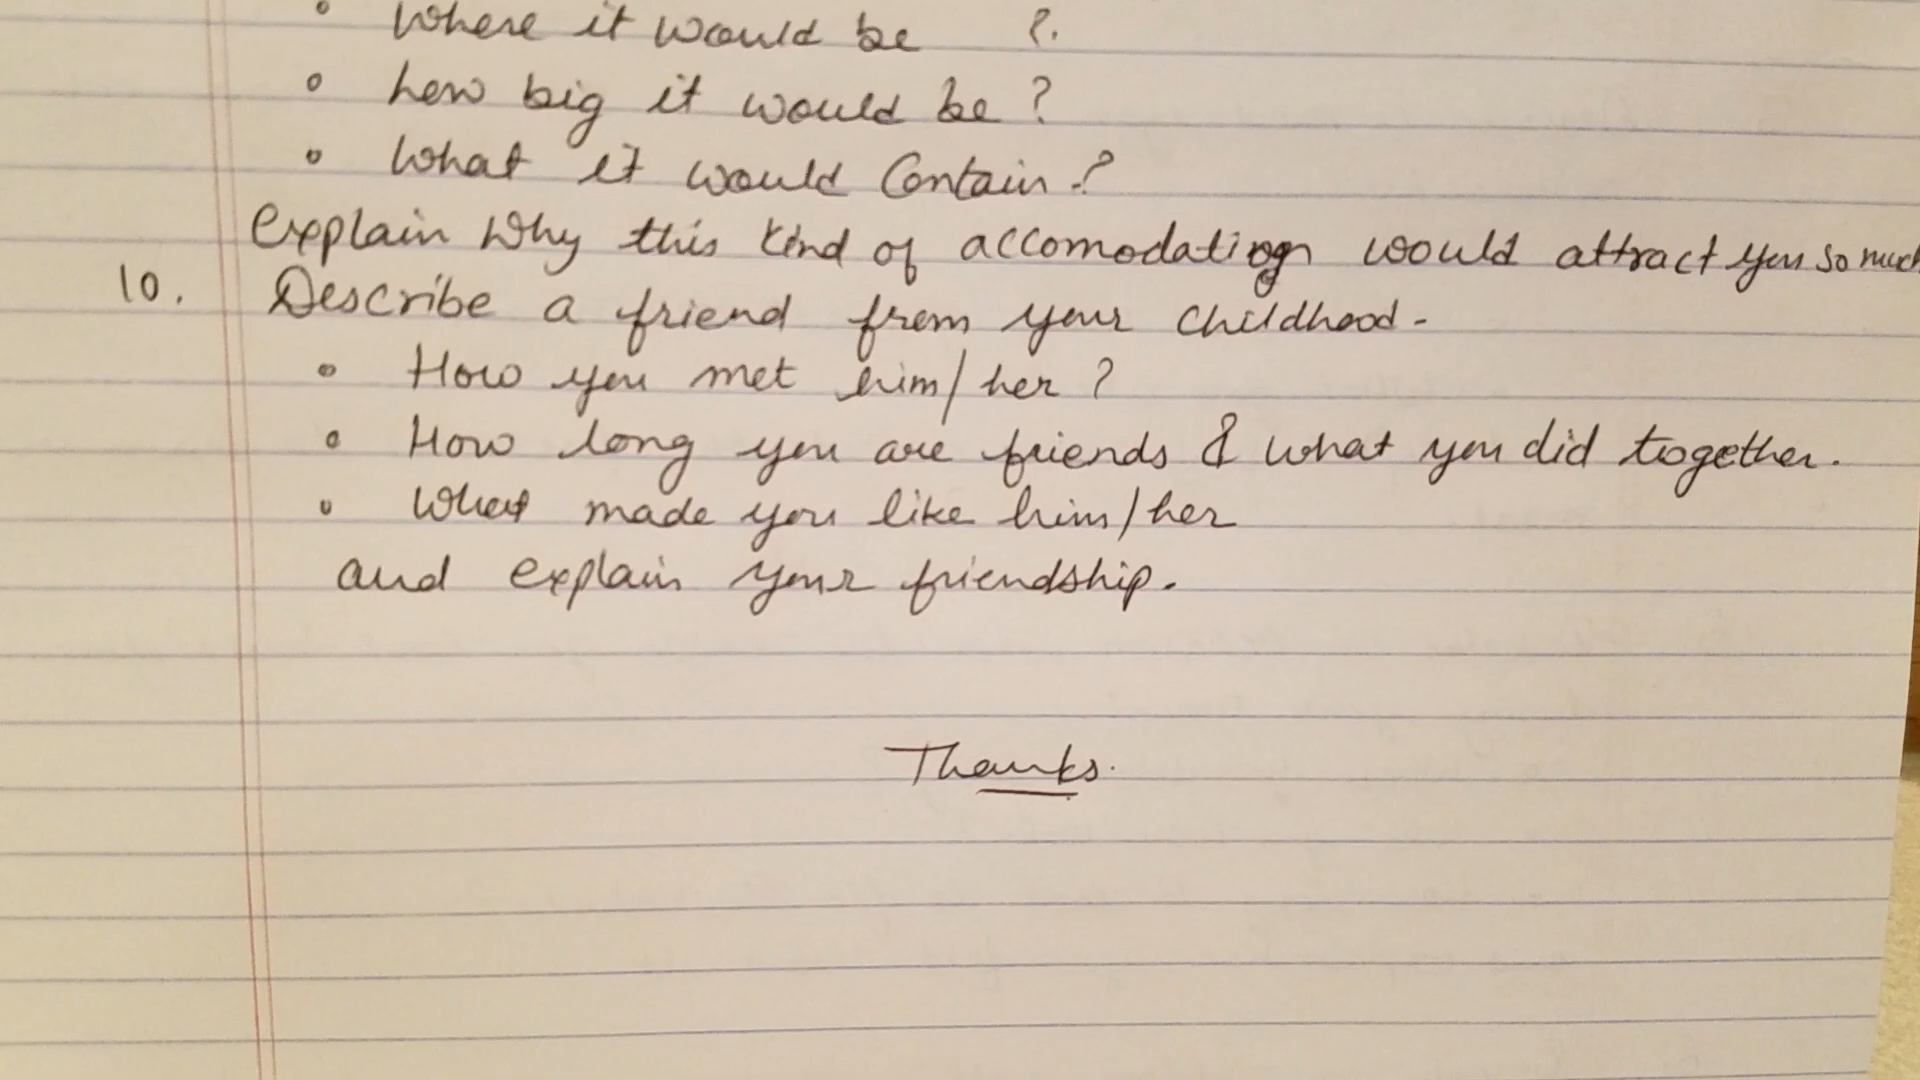 • Where it would be ?.
• how big it would be ?
• What it would Contain ?
explain Why this kind of accomodation would attract you so much
10. Describe a friend from your childhood -
• How you met him/her ?
• How long you are friends & what you did together.
• What made you like him/her
and explain your friendship.
Thanks.